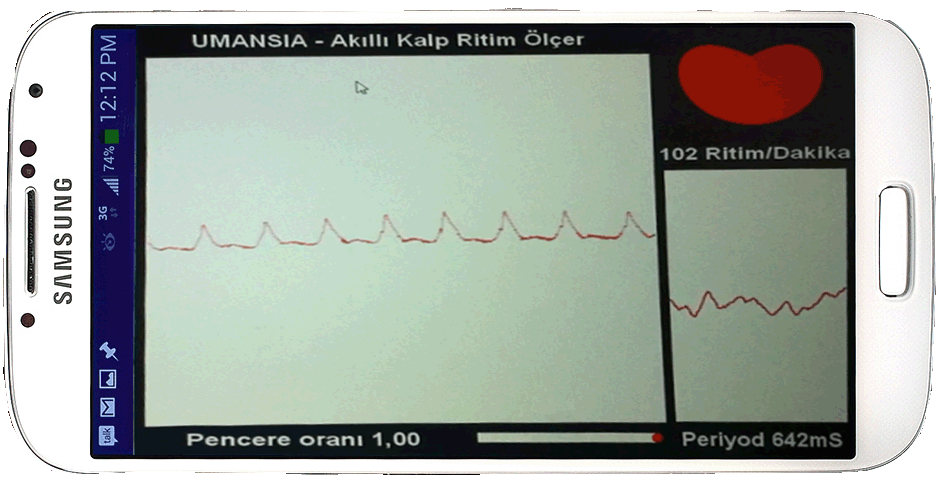 UMANSIA - Akıllı Kalp Ritim Ölçer
102 Ritim/Dakika
Pencere oranı 1,00
Periyod 642mS
12:12 PM
74%
3G
talk
SAMSUNG